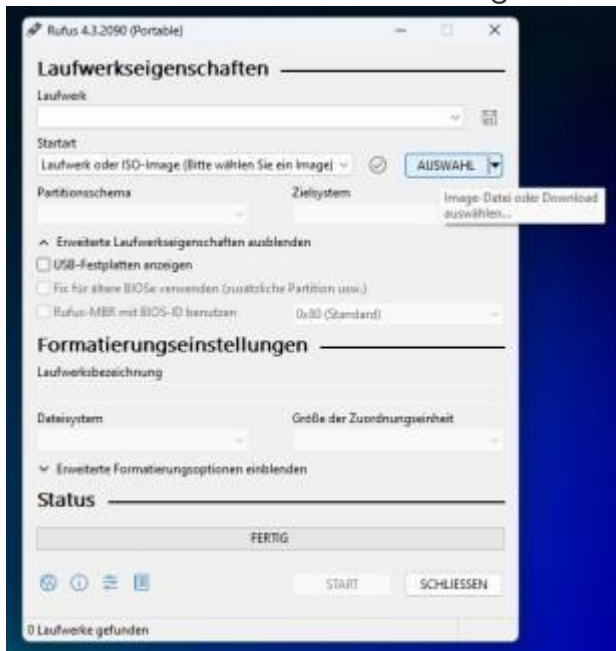 Rufus 4.3.2090 (Portable)
Laufwerkseigenschaften
Laufwerk
Startart
Laufwerk oder ISO-Image (Bitte wählen Sie ein Image)
AUSWAHL
Partitionsschema
Zielsystem
Image-Datei oder Download
auswählen...
Erweiterte Laufwerkseigenschaften ausblenden
USB-Festplatten anzeigen
Fix für ältere BIOSe verwenden (zusätzliche Partition usw.)
Rufus-MBR mit BIOS-ID benutzen
0x80 (Standard)
Formatierungseinstellungen
Laufwerksbezeichnung
Dateisystem
Größe der Zuordnungseinheit
Erweiterte Formatierungsoptionen einblenden
Status
FERTIG
START
SCHLIESSEN
0 Laufwerke gefunden